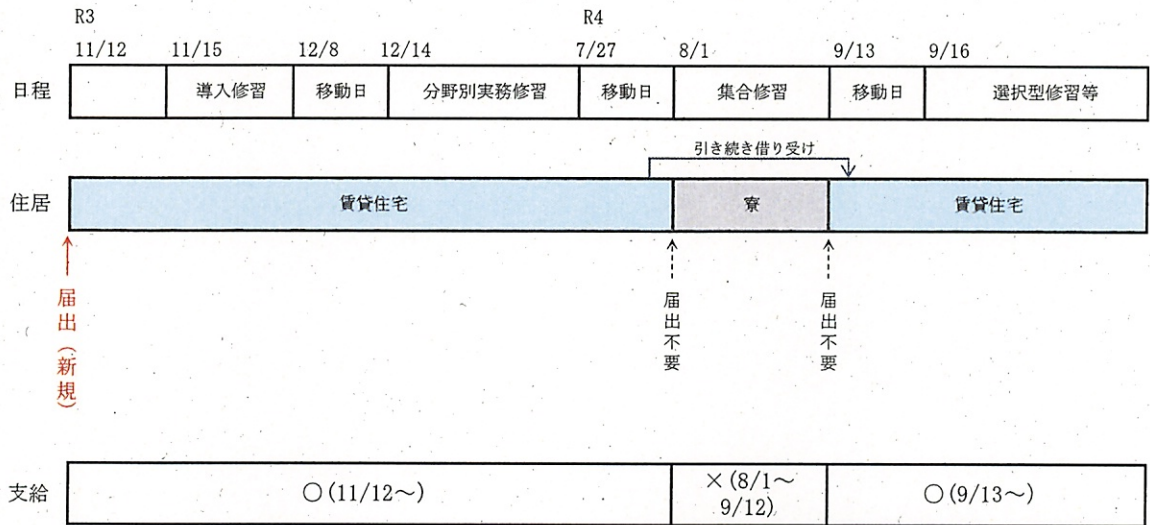 R3 R4
11/12 11/15 12/8 12/14 7/27 8/1 9/13 9/16
日程 導入修習 移動日 分野別実務修習 移動日 集合修習 移動日 選択型修習等
引き続き借り受け
住居 賃貸住宅 寮 賃貸住宅
届出（新規）
届出不要
届出不要
支給 ○(11/12～) ×(8/1～
9/12) ○(9/13～)